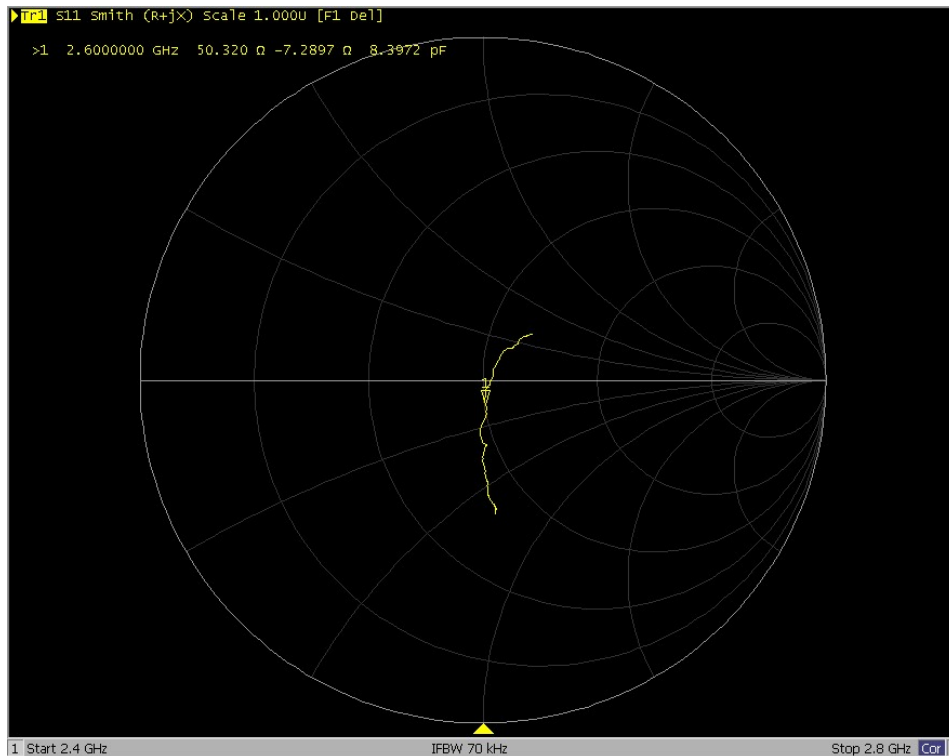 Tr1 S11 Smith (R+jX) Scale 1.000U [F1 Del]
>1 2.6000000 GHz 50.320 Ω -7.2897 Ω 8.3972 pF
1
1 Start 2.4 GHz IFBW 70 kHz Stop 2.8 GHz Cor